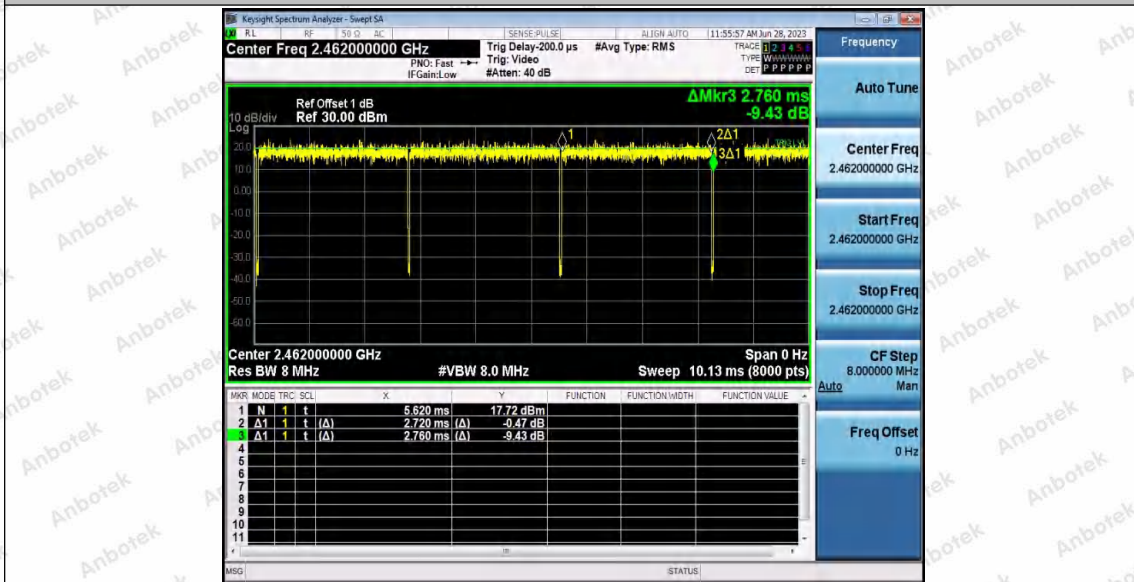 Keysight Spectrum Analyzer - Swept SA
RL RF 50 Ω AC SENSE:PULSE ALIGN AUTO 11:55:57 AM Jun 28, 2023
Center Freq 2.462000000 GHz
PNO: Fast
IFGain:Low
Trig Delay-200.0 µs
Trig: Video
#Atten: 40 dB
#Avg Type: RMS
TRACE 1 2 3 4 5 6
TYPE W
DET P P P P P P
ΔMkr3 2.760 ms
-9.43 dB
10 dB/div
Log
Ref Offset 1 dB
Ref 30.00 dBm
20.0
10.0
0.00
-10.0
-20.0
-30.0
-40.0
-50.0
-60.0
1
2Δ1
3Δ1
Center 2.462000000 GHz Span 0 Hz
Res BW 8 MHz #VBW 8.0 MHz Sweep 10.13 ms (8000 pts)
MKR MODE TRC SCL X Y FUNCTION FUNCTION WIDTH FUNCTION VALUE
1 N 1 t 5.620 ms 17.72 dBm
2 Δ1 1 t (Δ) 2.720 ms (Δ) -0.47 dB
3 Δ1 1 t (Δ) 2.760 ms (Δ) -9.43 dB
4
5
6
7
8
9
10
11
MSG STATUS
Frequency
Auto Tune
Center Freq
2.462000000 GHz
Start Freq
2.462000000 GHz
Stop Freq
2.462000000 GHz
CF Step
8.000000 MHz
Auto Man
Freq Offset
0 Hz
Anbotek